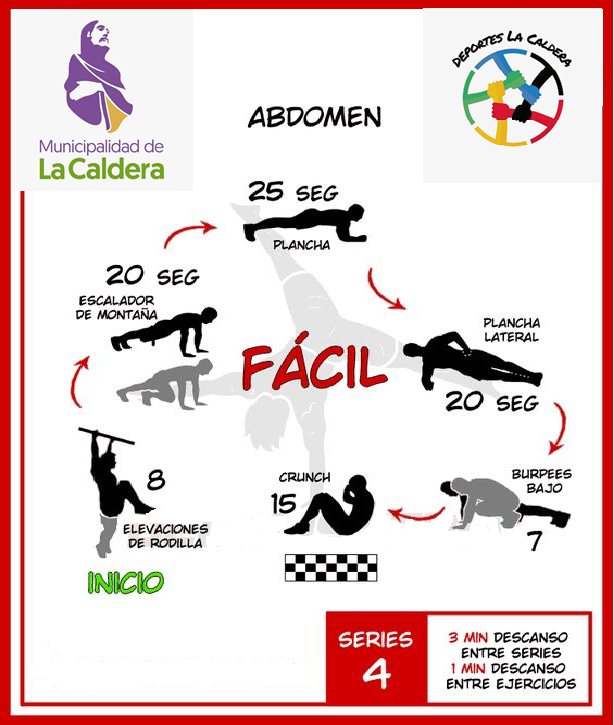 Municipalidad de
La Caldera
DEPORTES LA CALDERA
ABDOMEN
25 SEG
PLANCHA
20 SEG
ESCALADOR
DE MONTAÑA
PLANCHA
LATERAL
20 SEG
FÁCIL
8
ELEVACIONES
DE RODILLA
INICIO
CRUNCH
15
BURPEES
BAJO
7
SERIES
4
3 MIN DESCANSO
ENTRE SERIES
1 MIN DESCANSO
ENTRE EJERCICIOS